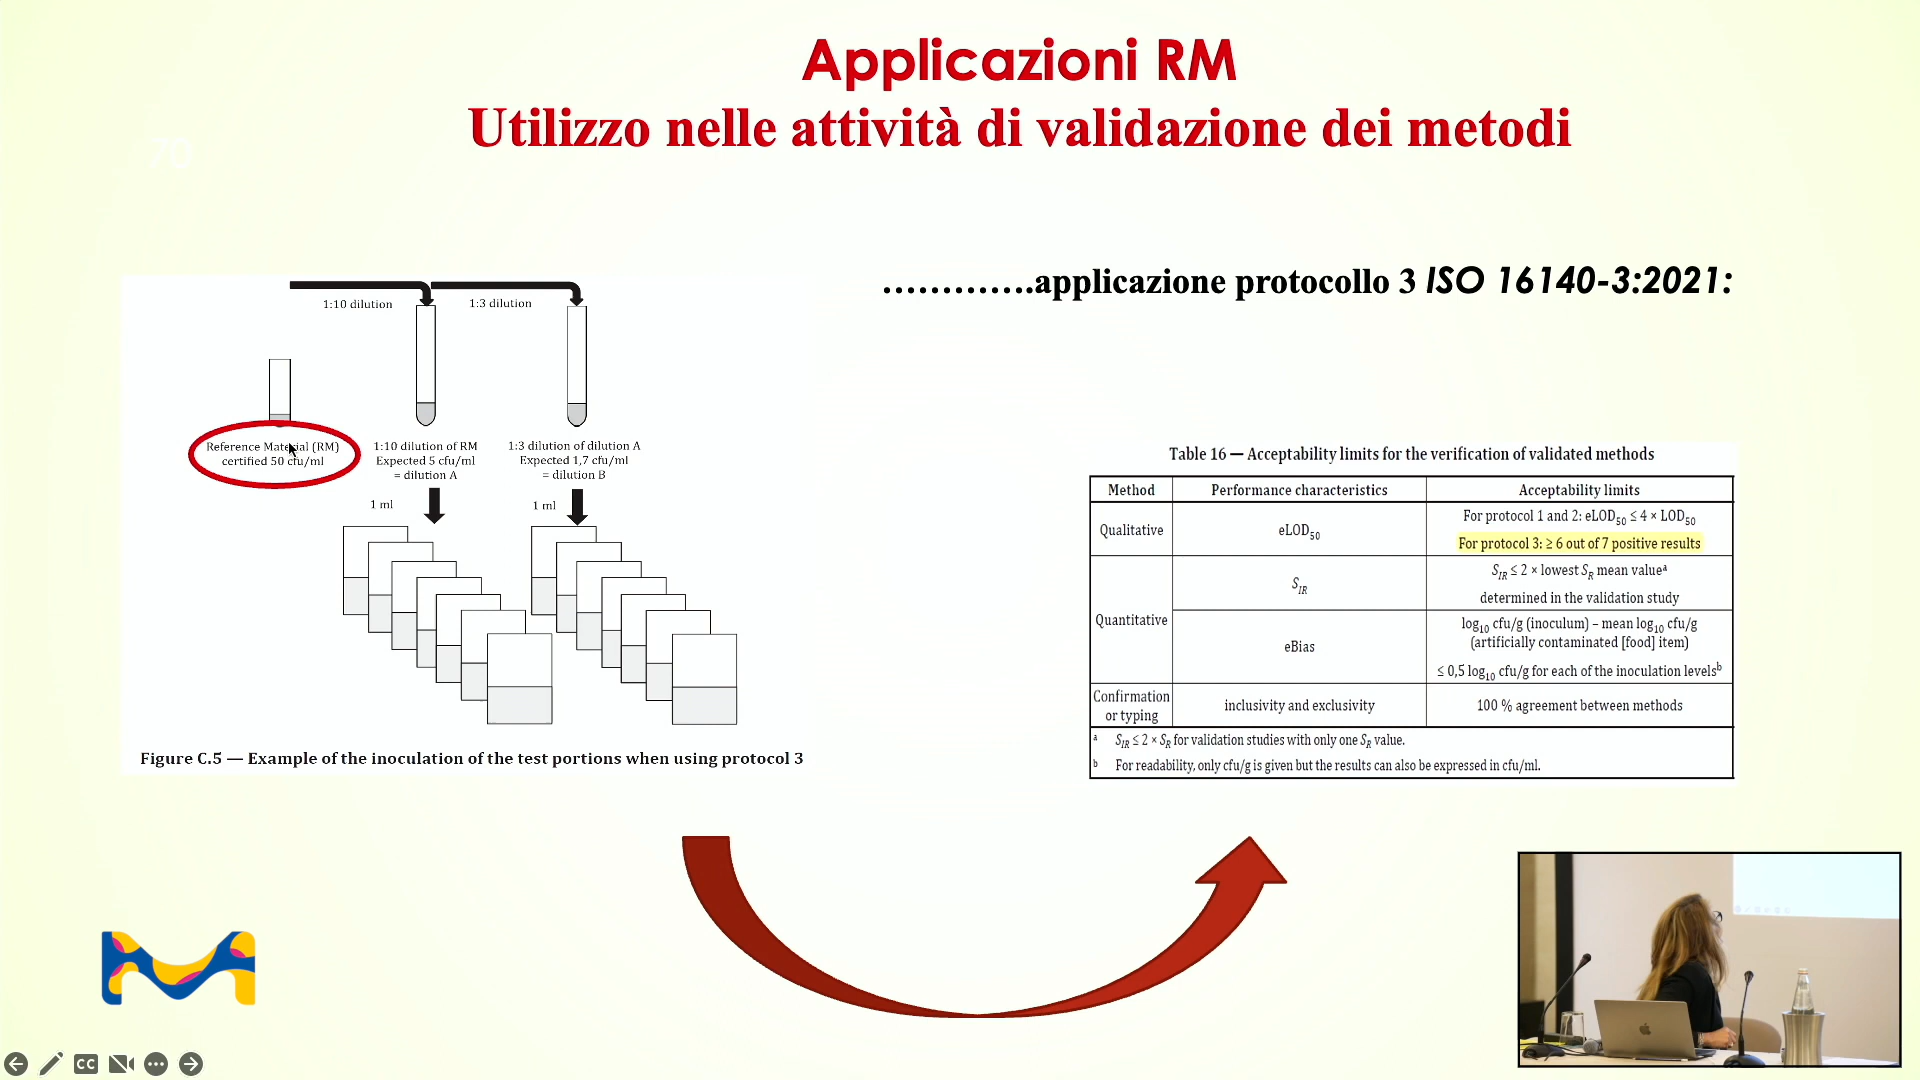 Applicazioni RM
Utilizzo nelle attività di validazione dei metodi
70
………….applicazione protocollo 3 ISO 16140-3:2021:
1:10 dilution
1:3 dilution
Reference Material (RM)
certified 50 cfu/ml
1:10 dilution of RM
Expected 5 cfu/ml
= dilution A
1:3 dilution of dilution A
Expected 1,7 cfu/ml
= dilution B
1 ml
1 ml
Figure C.5 — Example of the inoculation of the test portions when using protocol 3
Table 16 — Acceptability limits for the verification of validated methods
Method Performance characteristics Acceptability limits
Qualitative eLOD50 For protocol 1 and 2: eLOD50 ≤ 4 × LOD50
For protocol 3: ≥ 6 out of 7 positive results
Quantitative SIR SIR ≤ 2 × lowest SR mean valueᵃ
determined in the validation study
eBias log10 cfu/g (inoculum) – mean log10 cfu/g
(artificially contaminated [food] item)
≤ 0,5 log10 cfu/g for each of the inoculation levelsᵇ
Confirmation
or typing inclusivity and exclusivity 100 % agreement between methods
a SIR ≤ 2 × SR for validation studies with only one SR value.
b For readability, only cfu/g is given but the results can also be expressed in cfu/ml.
CC